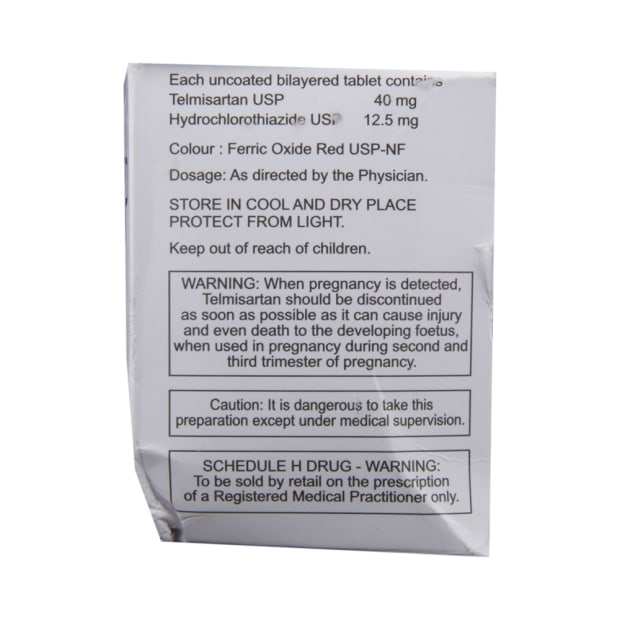 Each uncoated bilayered tablet contains
Telmisartan USP 40 mg
Hydrochlorothiazide USP 12.5 mg
Colour : Ferric Oxide Red USP-NF
Dosage: As directed by the Physician.
STORE IN COOL AND DRY PLACE
PROTECT FROM LIGHT.
Keep out of reach of children.
WARNING: When pregnancy is detected,
Telmisartan should be discontinued
as soon as possible as it can cause injury
and even death to the developing foetus,
when used in pregnancy during second and
third trimester of pregnancy.
Caution: It is dangerous to take this
preparation except under medical supervision.
SCHEDULE H DRUG - WARNING:
To be sold by retail on the prescription
of a Registered Medical Practitioner only.